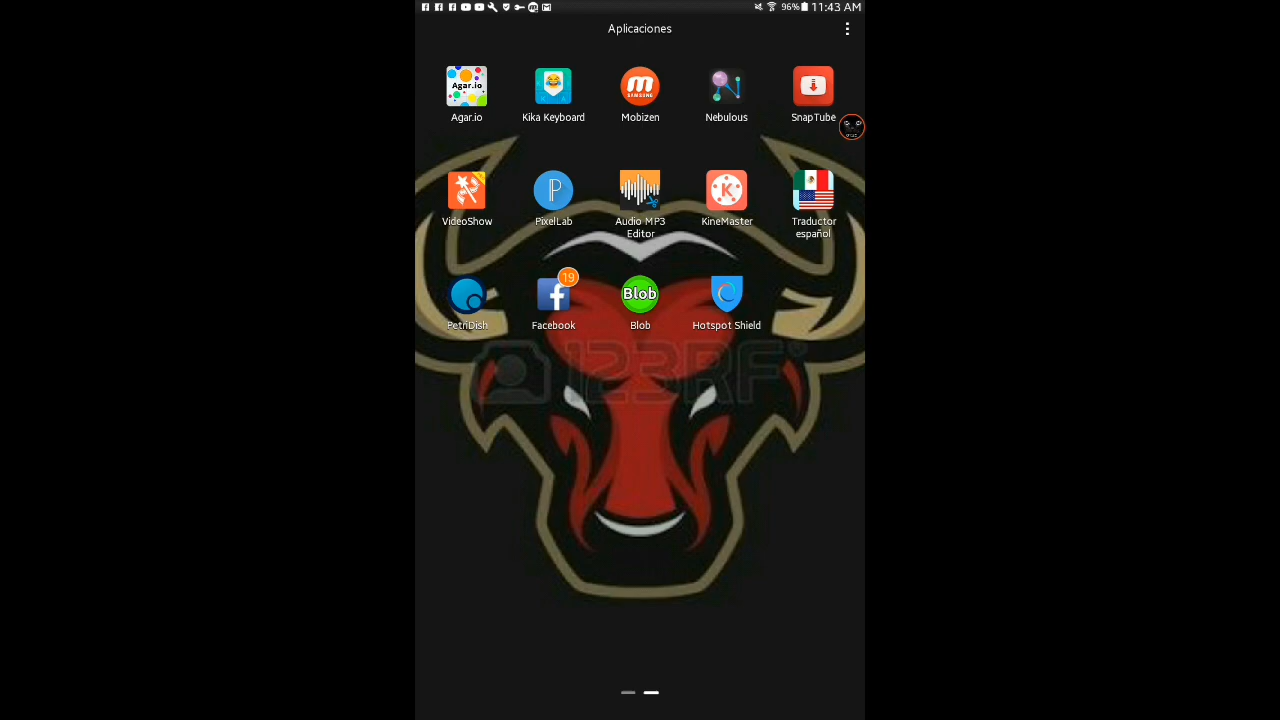 96% 11:43 AM
Aplicaciones
Agar.io
SAMSUNG
Agar.io Kika Keyboard Mobizen Nebulous SnapTube
VideoShow PixelLab Audio MP3 Editor KineMaster Traductor español
19
Blob
PetriDish Facebook Blob Hotspot Shield
123RF®